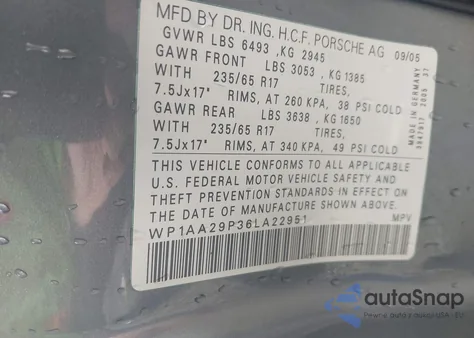 MFD BY DR. ING. H.C.F. PORSCHE AG 09/05
GVWR LBS 6493 ,KG 2945
GAWR FRONT LBS 3053 ,KG 1385
WITH 235/65 R17 TIRES,
7.5Jx17" RIMS, AT 260 KPA, 38 PSI COLD
GAWR REAR LBS 3638 ,KG 1650
WITH 235/65 R17 TIRES,
7.5Jx17" RIMS, AT 340 KPA, 49 PSI COLD
THIS VEHICLE CONFORMS TO ALL APPLICABLE
U.S. FEDERAL MOTOR VEHICLE SAFETY AND
THEFT PREVENTION STANDARDS IN EFFECT ON
THE DATE OF MANUFACTURE SHOWN ABOVE.
WP1AA29P36LA22951 MPV
MADE IN GERMANY
2005 37
autoSnap